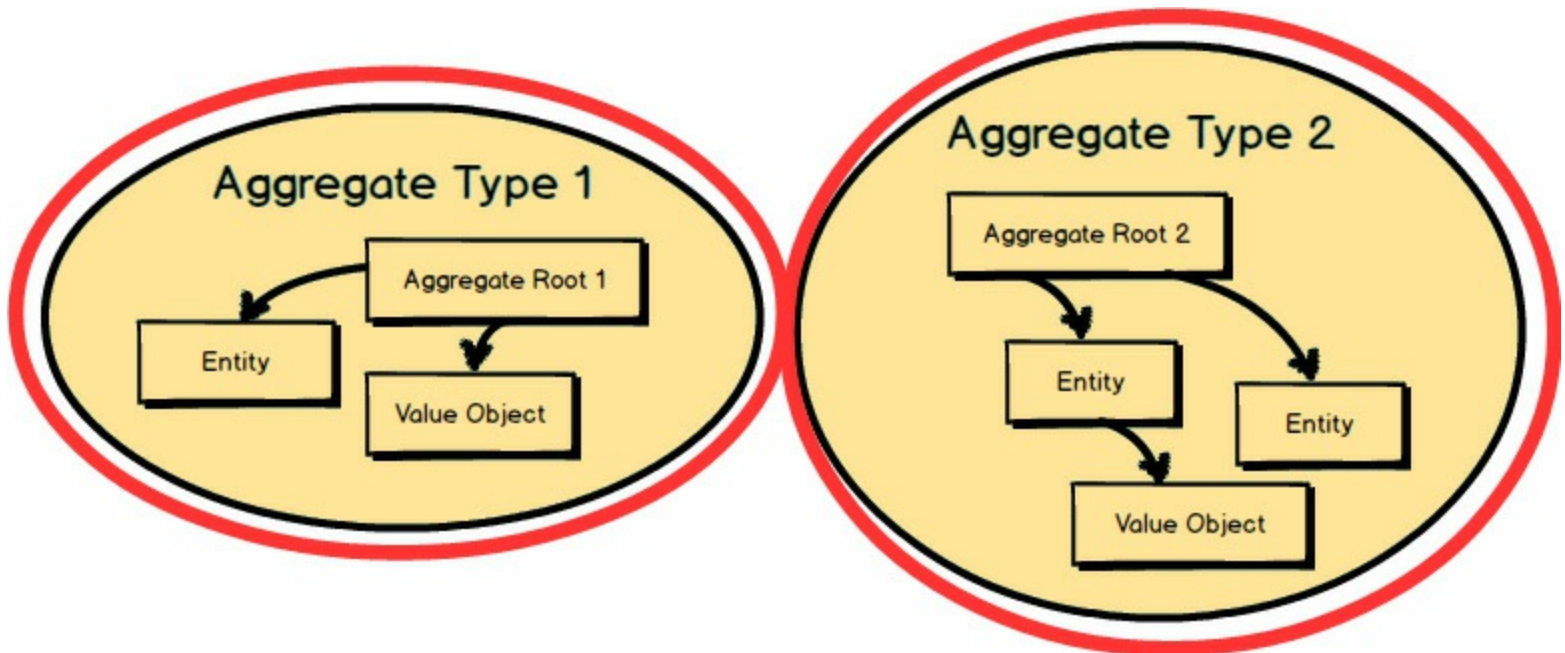 Aggregate Type 1
Aggregate Root 1
Entity
Value Object
Aggregate Type 2
Aggregate Root 2
Entity
Entity
Value Object